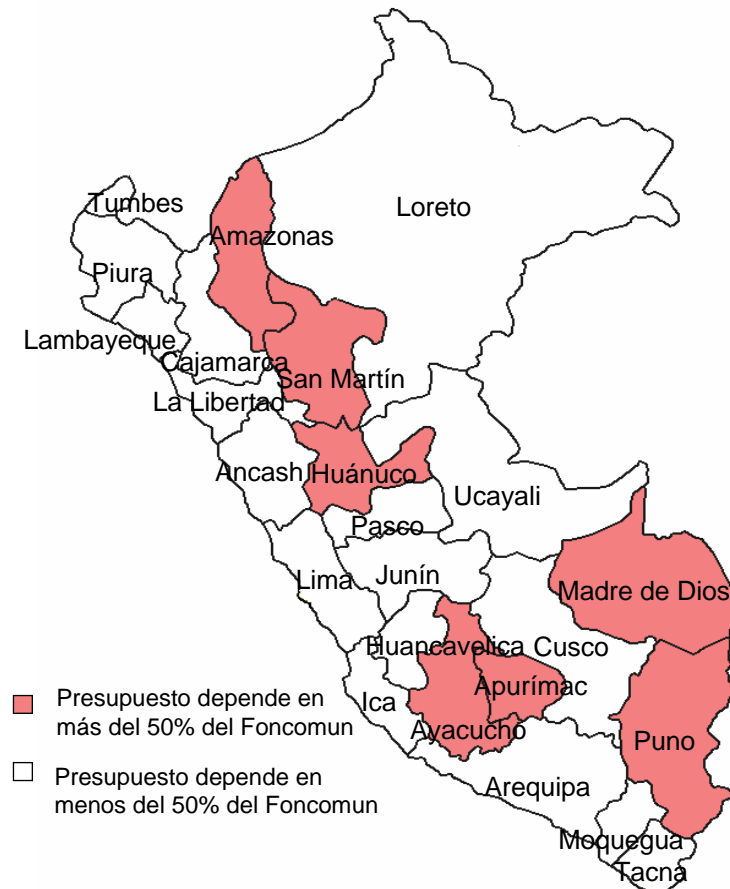 Loreto
Tumbes
Amazonas
Piura
Lambayeque
Cajamarca
San Martín
La Libertad
Ancash
Huánuco
Ucayali
Pasco
Lima
Junín
Madre de Dios
Huancavelica
Cusco
Apurímac
Ica
Ayacucho
Puno
Arequipa
Moquegua
Tacna
Presupuesto depende en
más del 50% del Foncomun
Presupuesto depende en
menos del 50% del Foncomun